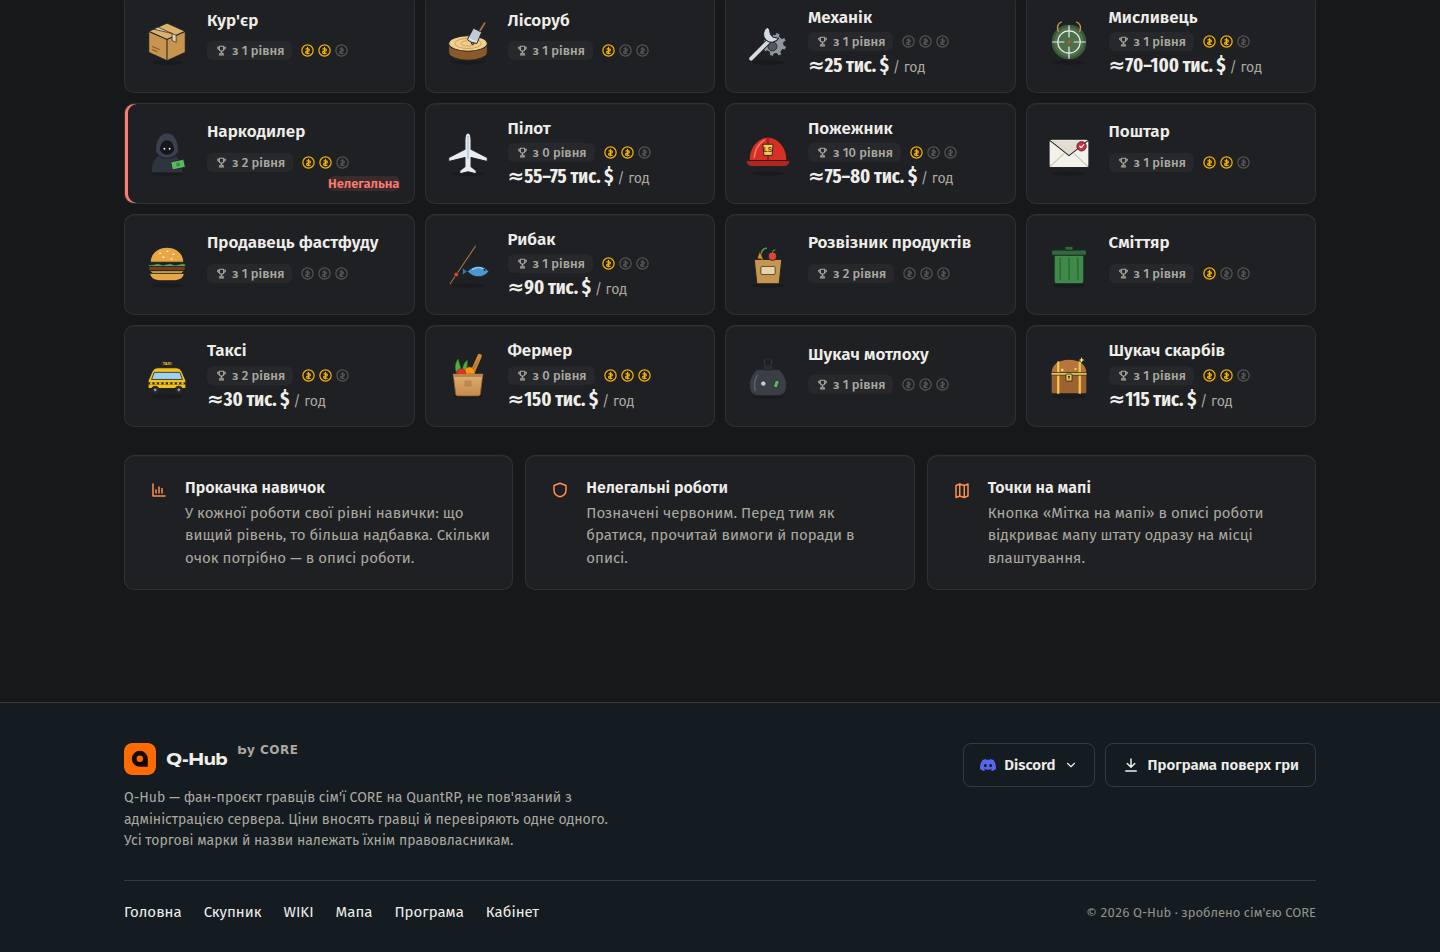 Кур'єр
з 1 рівня
Лісоруб
з 1 рівня
Механік
з 1 рівня
≈25 тис. $ / год
Мисливець
з 1 рівня
≈70–100 тис. $ / год
Наркодилер
з 2 рівня
Нелегальна
Пілот
з 0 рівня
≈55–75 тис. $ / год
Пожежник
з 10 рівня
≈75–80 тис. $ / год
Поштар
з 1 рівня
Продавець фастфуду
з 1 рівня
Рибак
з 1 рівня
≈90 тис. $ / год
Розвізник продуктів
з 2 рівня
Сміттяр
з 1 рівня
Таксі
з 2 рівня
≈30 тис. $ / год
Фермер
з 0 рівня
≈150 тис. $ / год
Шукач мотлоху
з 1 рівня
Шукач скарбів
з 1 рівня
≈115 тис. $ / год
Прокачка навичок
У кожної роботи свої рівні навички: що
вищий рівень, то більша надбавка. Скільки
очок потрібно — в описі роботи.
Нелегальні роботи
Позначені червоним. Перед тим як
братися, прочитай вимоги й поради в
описі.
Точки на мапі
Кнопка «Мітка на мапі» в описі роботи
відкриває мапу штату одразу на місці
влаштування.
Q-Hub by CORE
Discord
Програма поверх гри
Q-Hub — фан-проєкт гравців сім'ї CORE на QuantRP, не пов'язаний з
адміністрацією сервера. Ціни вносять гравці й перевіряють одне одного.
Усі торгові марки й назви належать їхнім правовласникам.
Головна Скупник WIKI Мапа Програма Кабінет
© 2026 Q-Hub · зроблено сім'єю CORE